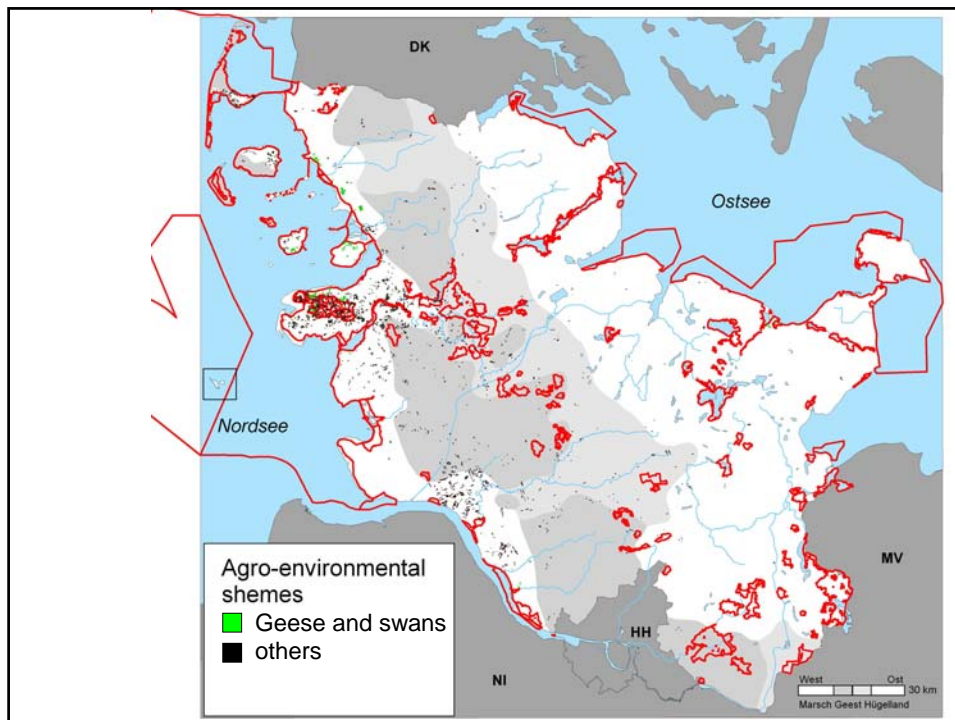 DK
Ostsee
Nordsee
MV
HH
NI
Agro-environmental
shemes
Geese and swans
others
West Ost
30 km
Marsch Geest Hügelland